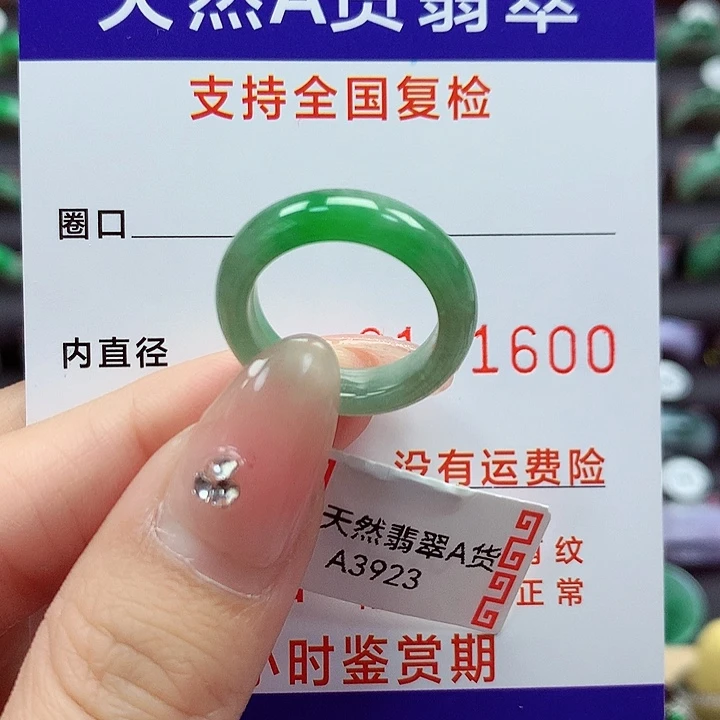 天然A货翡翠
支持全国复检
圈口
内直径
1600
没有运费险
天然翡翠A货
A3923
纹
正常
小时鉴赏期